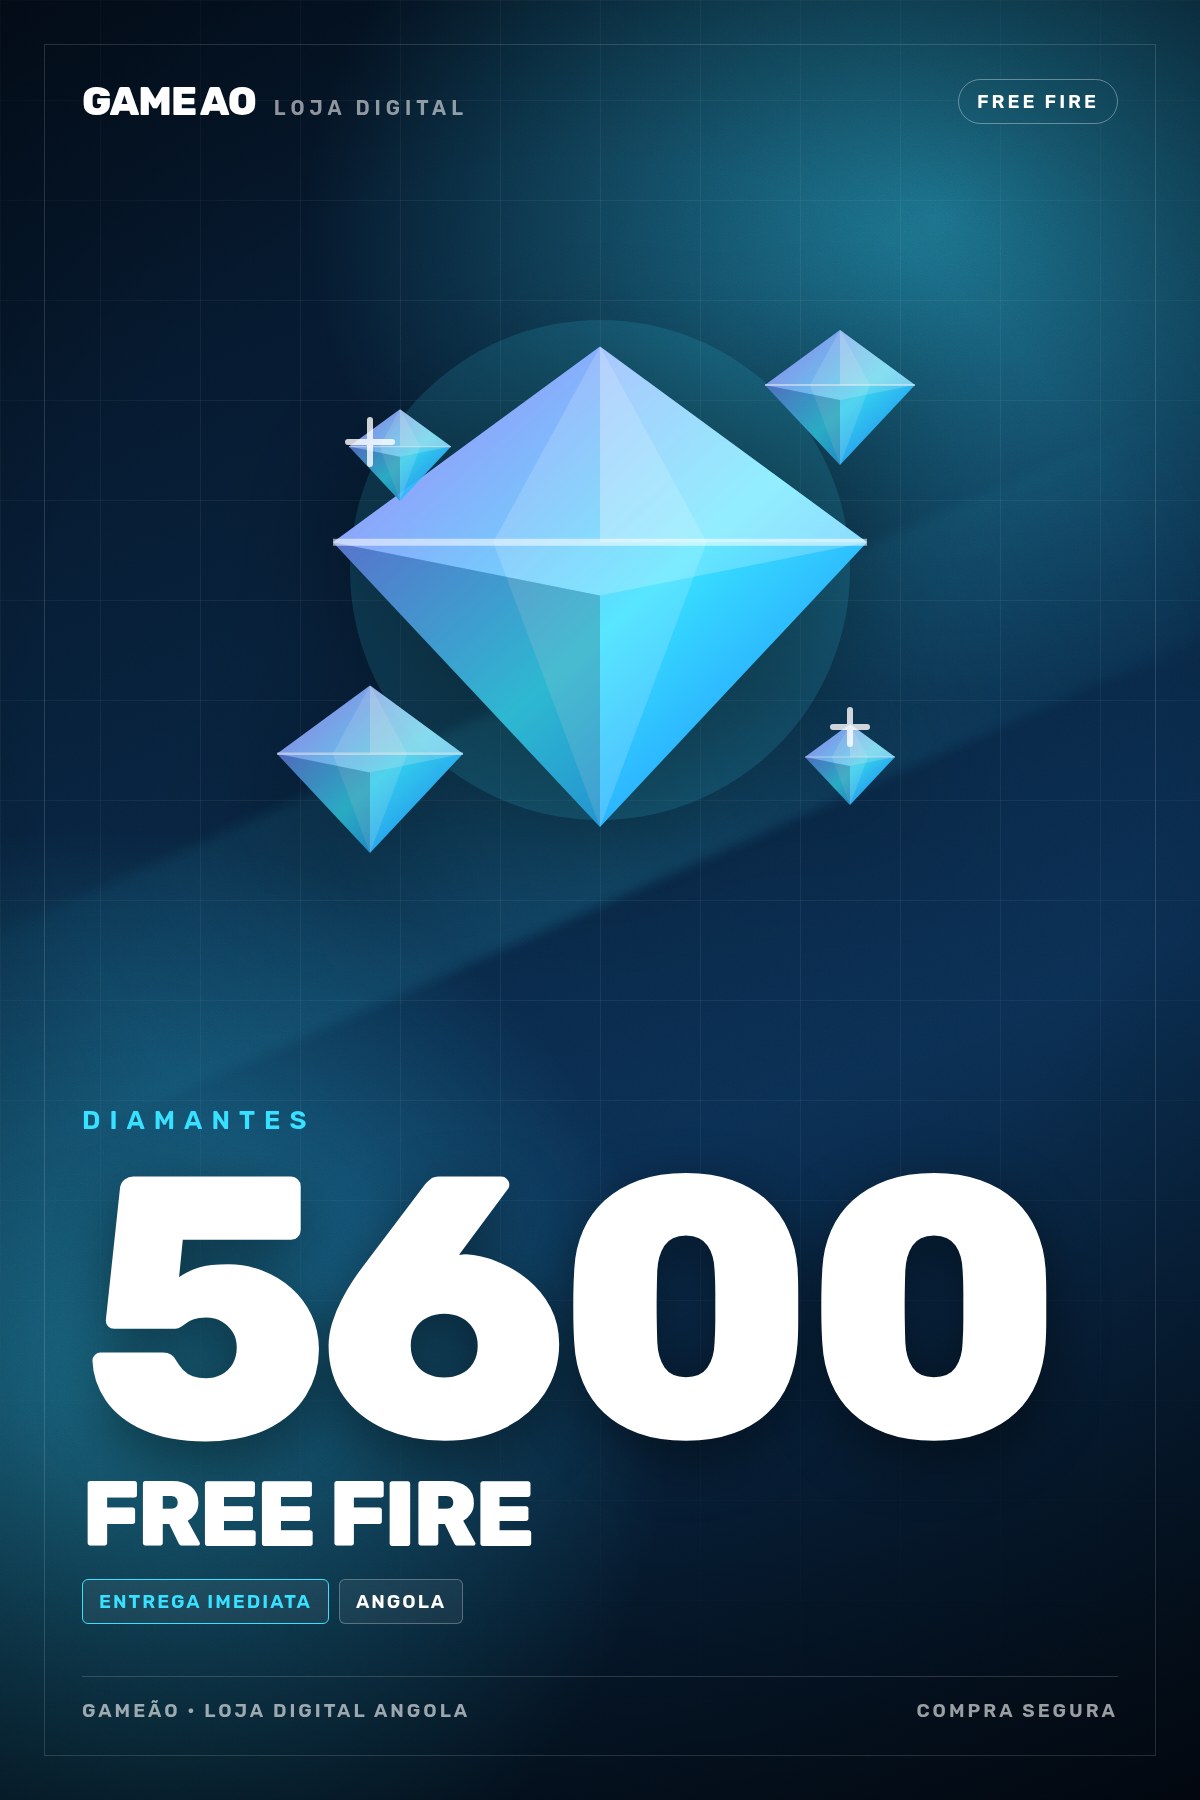 GAMEAO LOJA DIGITAL
FREE FIRE
DIAMANTES
5600
FREE FIRE
ENTREGA IMEDIATA
ANGOLA
GAMEÃO • LOJA DIGITAL ANGOLA
COMPRA SEGURA